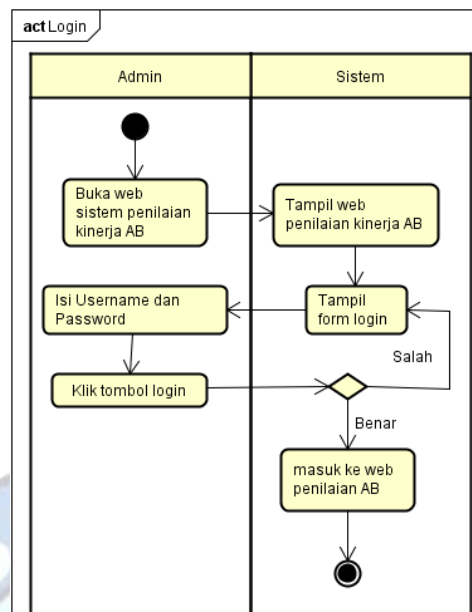 act Login
Admin
Sistem
Buka web
sistem penilaian
kinerja AB
Tampil web
penilaian kinerja AB
Isi Username dan
Password
Tampil
form login
Salah
Klik tombol login
Benar
masuk ke web
penilaian AB